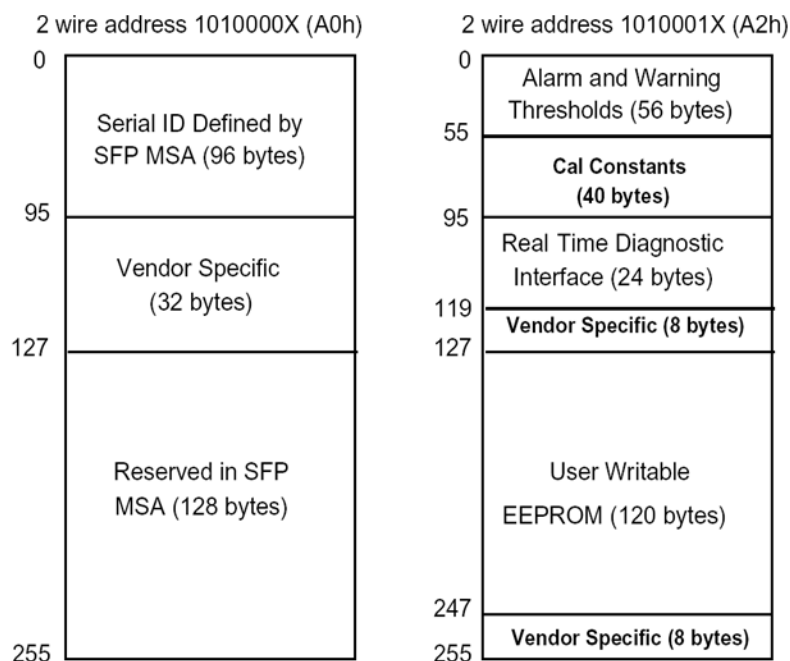 2 wire address 1010000X (A0h)
0
Serial ID Defined by
SFP MSA (96 bytes)
95
Vendor Specific
(32 bytes)
127
Reserved in SFP
MSA (128 bytes)
255
2 wire address 1010001X (A2h)
0
Alarm and Warning
Thresholds (56 bytes)
55
Cal Constants
(40 bytes)
95
Real Time Diagnostic
Interface (24 bytes)
119
Vendor Specific (8 bytes)
127
User Writable
EEPROM (120 bytes)
247
Vendor Specific (8 bytes)
255